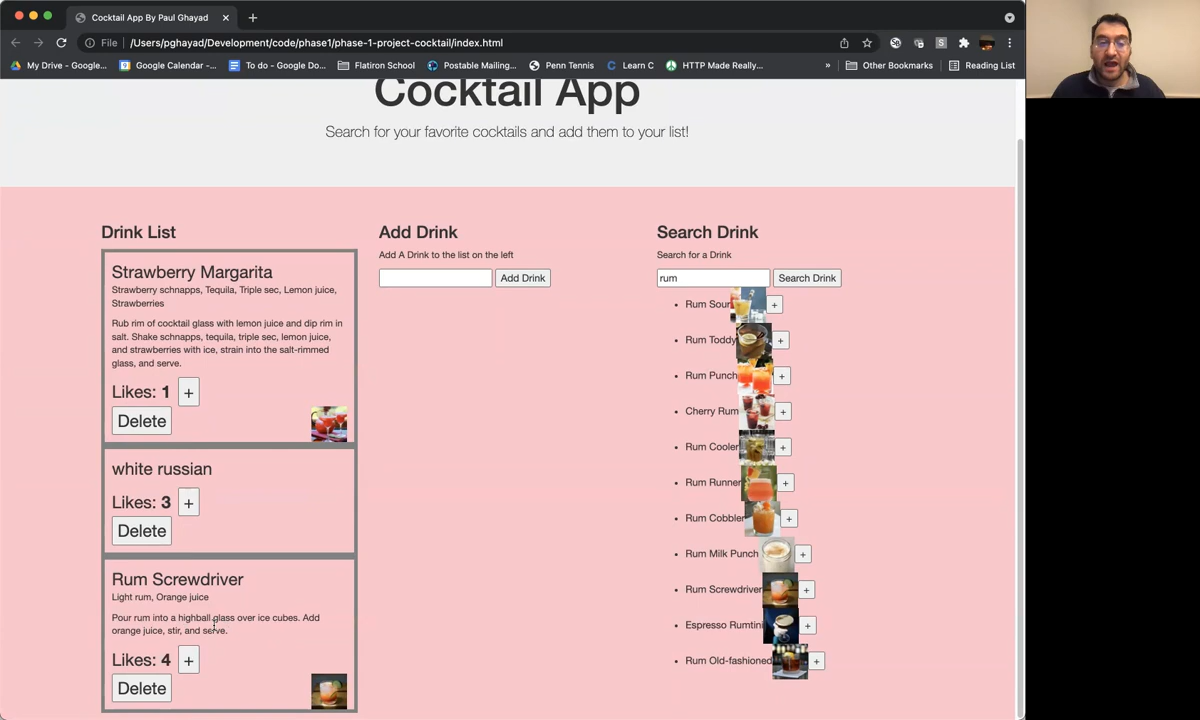 Cocktail App By Paul Ghayad
File /Users/pghayad/Development/code/phase1/phase-1-project-cocktail/index.html
My Drive - Google... Google Calendar -... To do - Google Do... Flatiron School Postable Mailing... Penn Tennis Learn C HTTP Made Really... » Other Bookmarks Reading List
Cocktail App
Search for your favorite cocktails and add them to your list!
Drink List
Strawberry Margarita
Strawberry schnapps, Tequila, Triple sec, Lemon juice,
Strawberries
Rub rim of cocktail glass with lemon juice and dip rim in
salt. Shake schnapps, tequila, triple sec, lemon juice,
and strawberries with ice, strain into the salt-rimmed
glass, and serve.
Likes: 1 +
Delete
white russian
Likes: 3 +
Delete
Rum Screwdriver
Light rum, Orange juice
Pour rum into a highball glass over ice cubes. Add
orange juice, stir, and serve.
Likes: 4 +
Delete
Add Drink
Add A Drink to the list on the left
Add Drink
Search Drink
Search for a Drink
rum Search Drink
Rum Sour +
Rum Toddy +
Rum Punch +
Cherry Rum +
Rum Cooler +
Rum Runner +
Rum Cobbler +
Rum Milk Punch +
Rum Screwdriver +
Espresso Rumtini +
Rum Old-fashioned +